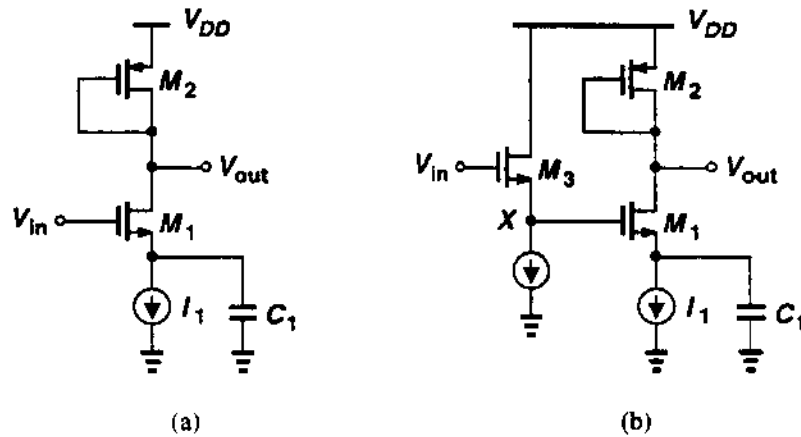 V_DD
M_2
V_out
V_in
M_1
I_1
C_1
(a)
V_DD
M_2
V_in
M_3
V_out
X
M_1
I_1
C_1
(b)